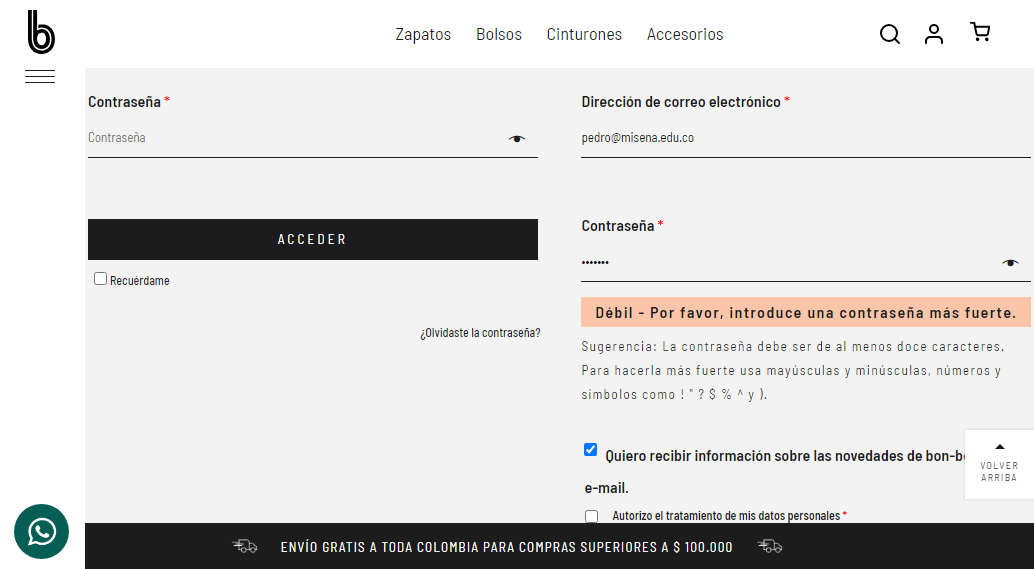 b
Zapatos Bolsos Cinturones Accesorios
Contraseña *
Contraseña
ACCEDER
Recuérdame
¿Olvidaste la contraseña?
Dirección de correo electrónico *
pedro@misena.edu.co
Contraseña *
•••••••
Débil - Por favor, introduce una contraseña más fuerte.
Sugerencia: La contraseña debe ser de al menos doce caracteres.
Para hacerla más fuerte usa mayúsculas y minúsculas, números y
símbolos como ! " ? $ % ^ y ).
Quiero recibir información sobre las novedades de
e-mail.
Autorizo el tratamiento de mis datos personales *
VOLVER
ARRIBA
ENVÍO GRATIS A TODA COLOMBIA PARA COMPRAS SUPERIORES A $ 100.000